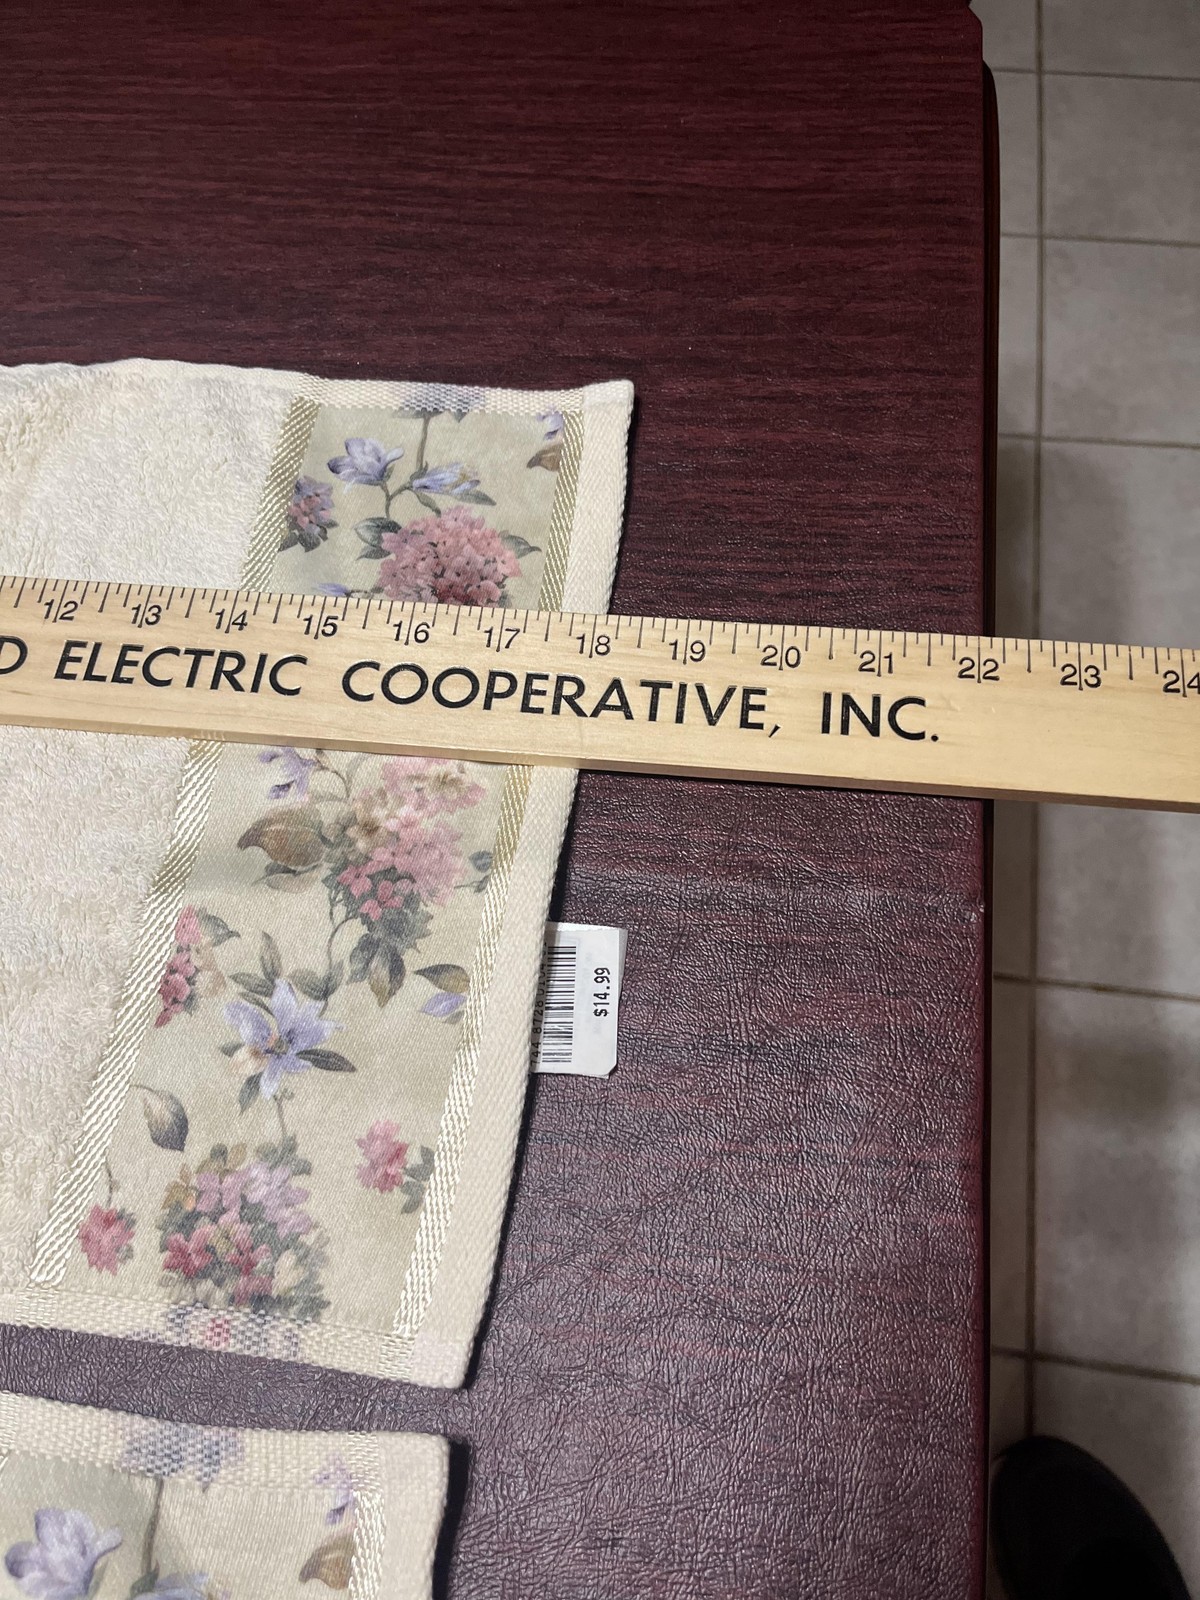 12 13 14 15 16 17 18 19 20 21 22 23 24
D ELECTRIC COOPERATIVE, INC.
$14.99